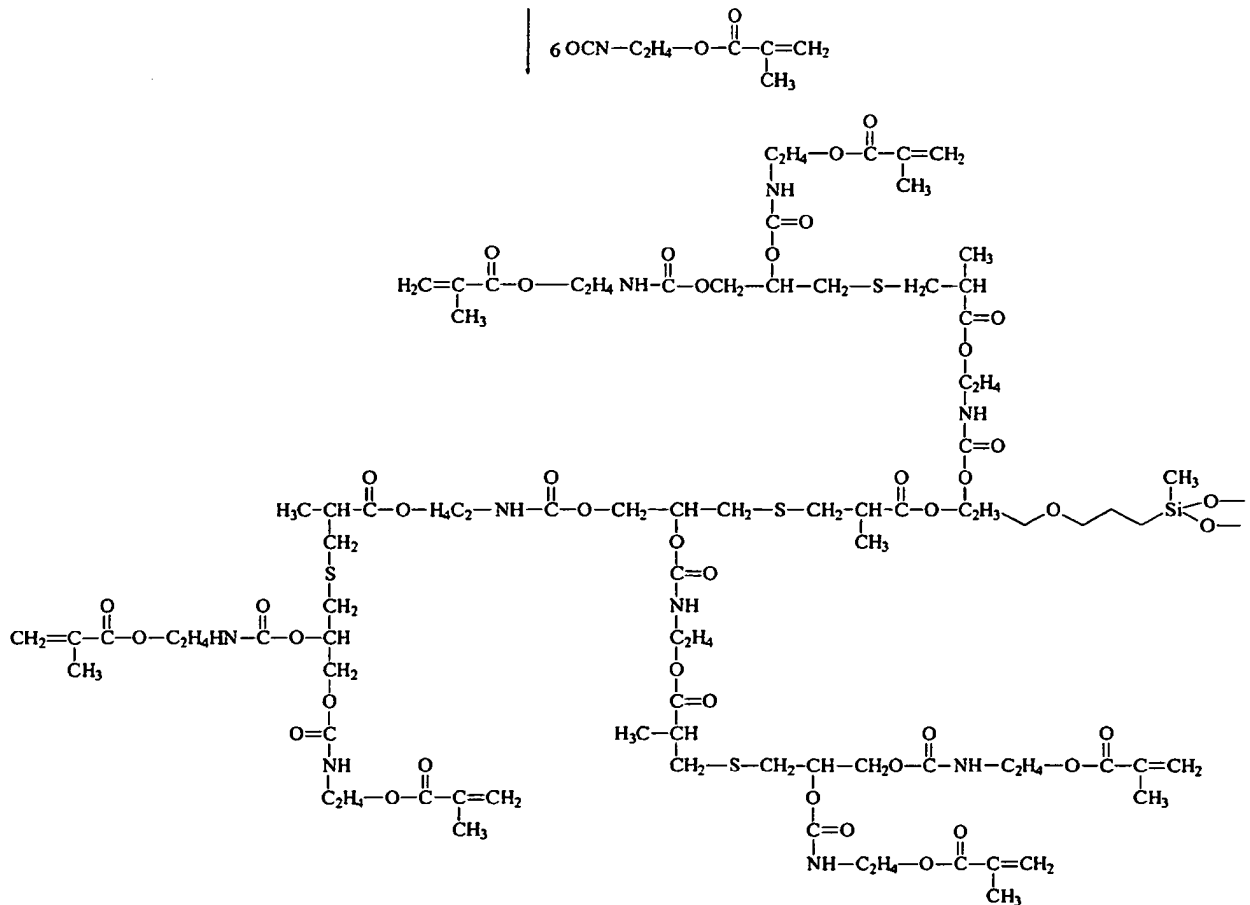 O
6 OCN—C2H4—O—C—C=CH2
CH3
O
C2H4—O—C—C=CH2
NH CH3
C=O
O O O CH3
H2C=C—C—O—C2H4 NH—C—OCH2—CH—CH2—S—H2C—CH
CH3 C=O
O
C2H4
NH
C=O
O O O O CH3
H3C—CH—C—O—H4C2—NH—C—O—CH2—CH—CH2—S—CH2—CH—C—O—C2H3 O Si—O—
CH2 O CH3 O—
S C=O
O O CH2 NH
CH2=C—C—O—C2H4HN—C—O—CH C2H4
CH3 CH2 O
O C=O
O=C H3C—CH O O
NH O CH2—S—CH2—CH—CH2O—C—NH—C2H4—O—C—C=CH2
C2H4—O—C—C=CH2 O CH3
CH3 C=O O
NH—C2H4—O—C—C=CH2
CH3